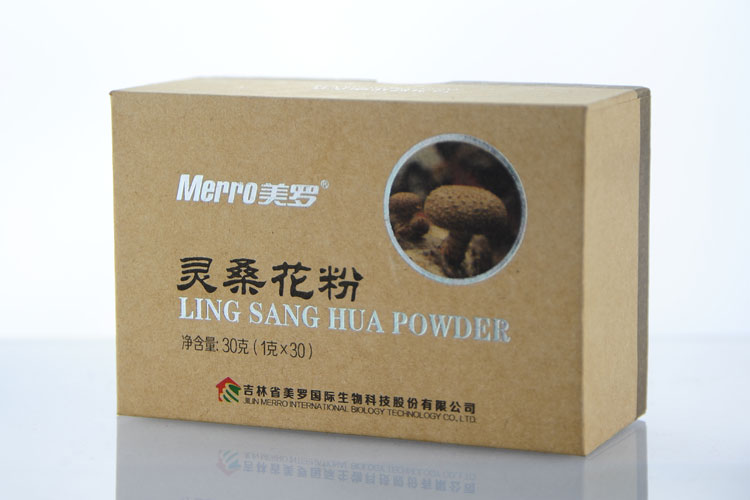 Merro美罗®
灵桑花粉
LING SANG HUA POWDER
净含量: 30克(1克×30)
吉林省美罗国际生物科技股份有限公司
JILIN MERRO INTERNATIONAL BIOLOGY TECHNOLOGY CO., LTD.